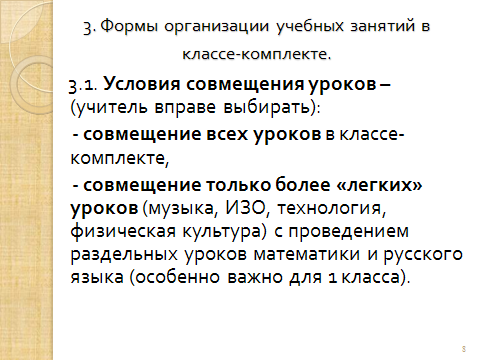 3. Формы организации учебных занятий в
классе-комплекте.
3.1. Условия совмещения уроков –
(учитель вправе выбирать):
- совмещение всех уроков в классе-
комплекте,
- совмещение только более «легких»
уроков (музыка, ИЗО, технология,
физическая культура) с проведением
раздельных уроков математики и русского
языка (особенно важно для 1 класса).
8